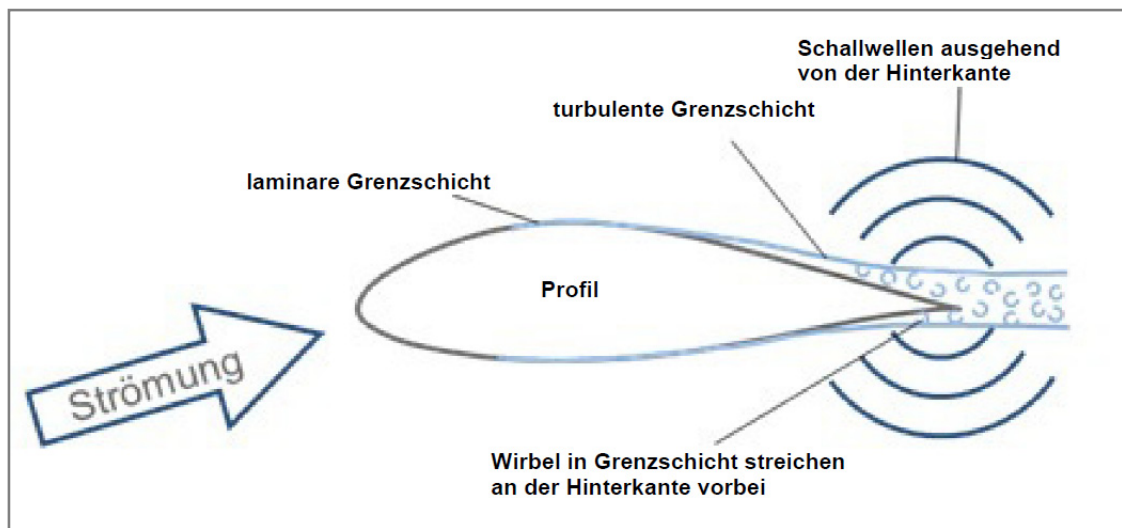 Schallwellen ausgehend
von der Hinterkante
turbulente Grenzschicht
laminare Grenzschicht
Profil
Strömung
Wirbel in Grenzschicht streichen
an der Hinterkante vorbei